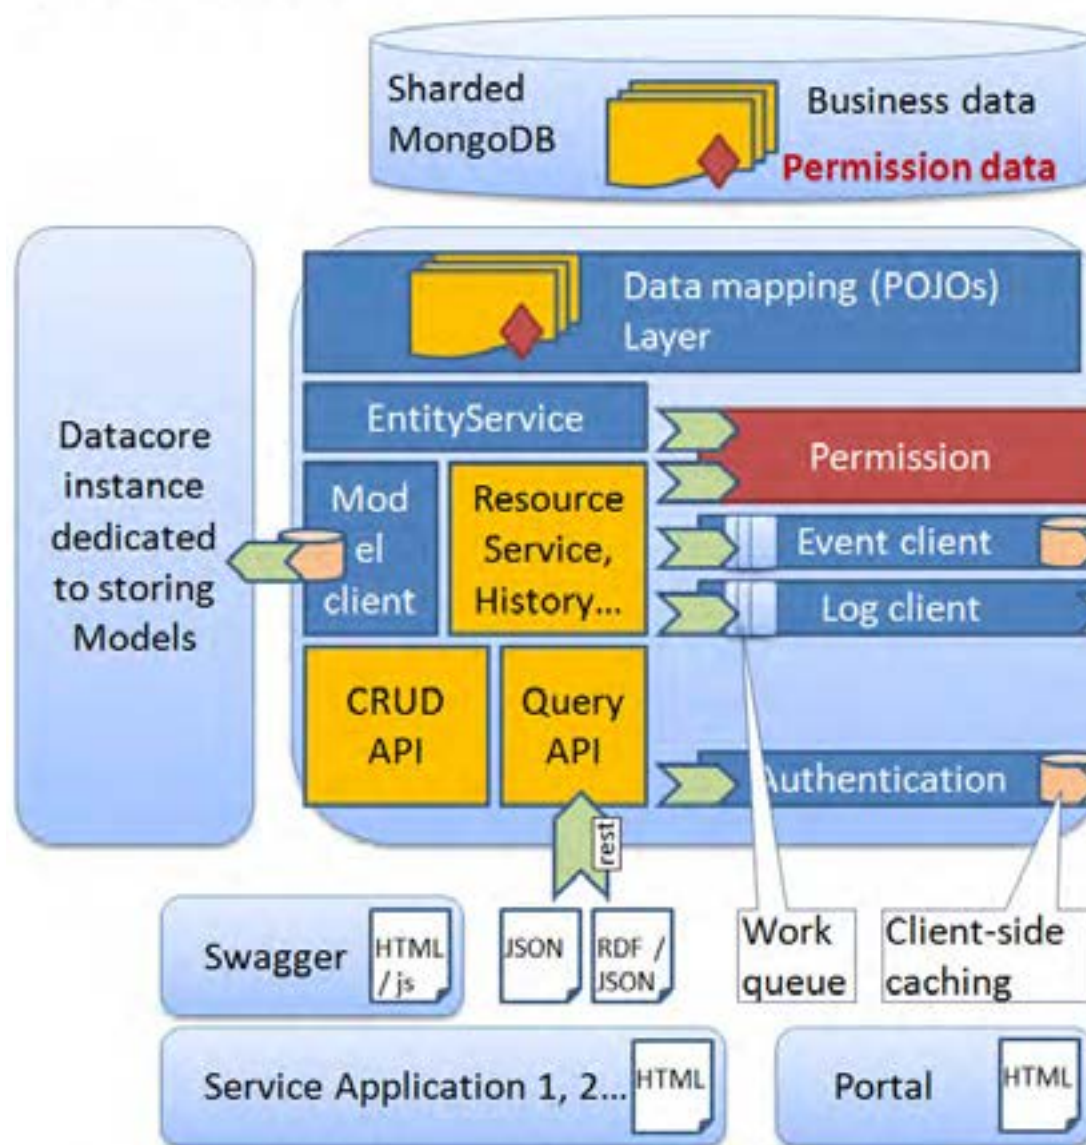 Sharded
MongoDB
Business data
Permission data
Data mapping (POJOs)
Layer
Datacore
instance
dedicated
to storing
Models
EntityService
Permission
Mod
el
client
Resource
Service,
History...
Event client
Log client
CRUD
API
Query
API
Authentication
rest
Swagger
HTML
/ js
JSON
RDF /
JSON
Work
queue
Client-side
caching
Service Application 1, 2...
HTML
Portal
HTML